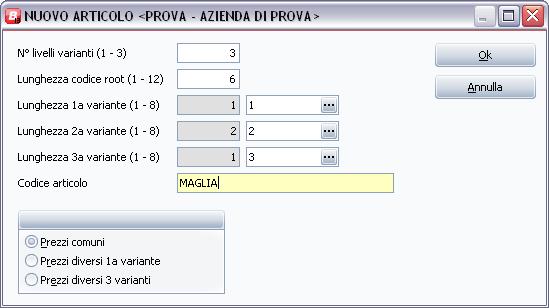 NUOVO ARTICOLO <PROVA - AZIENDA DI PROVA>
N° livelli varianti (1 - 3) 3 Ok
Lunghezza codice root (1 - 12) 6 Annulla
Lunghezza 1a variante (1 - 8) 1 1 ...
Lunghezza 2a variante (1 - 8) 2 2 ...
Lunghezza 3a variante (1 - 8) 1 3 ...
Codice articolo MAGLIA
Prezzi comuni
Prezzi diversi 1a variante
Prezzi diversi 3 varianti